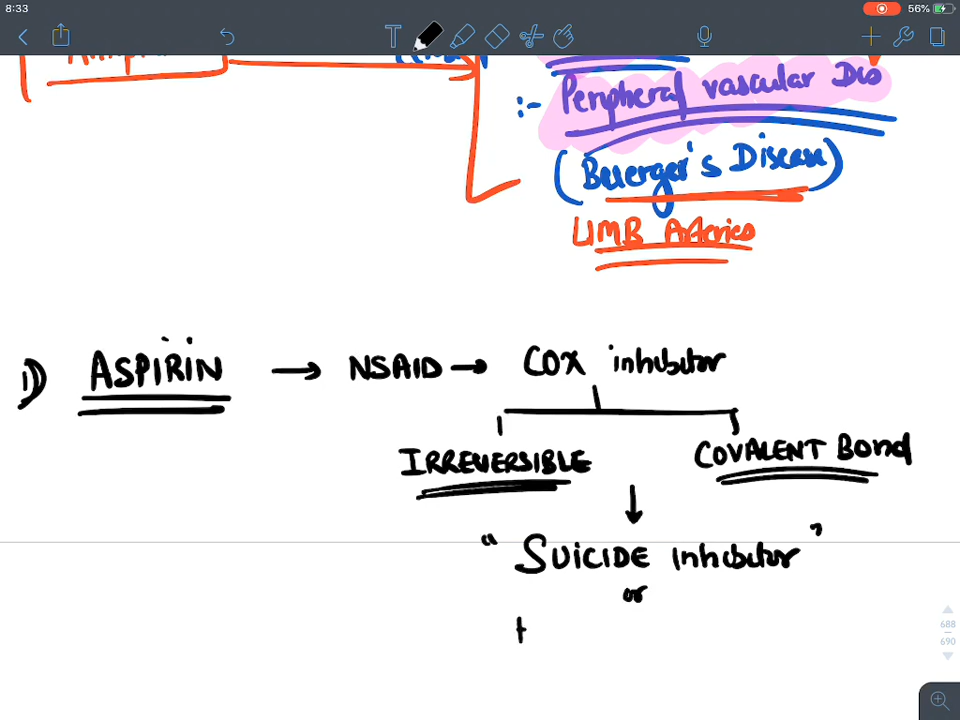 8:33
56%
T
:- Peripheral vascular Dis
(Beuerger's Disease)
LIMB Arteries
1) ASPIRIN → NSAID → COX inhibitor
IRREVERSIBLE COVALENT Bond
" SUICIDE inhibitor "
or
688
690